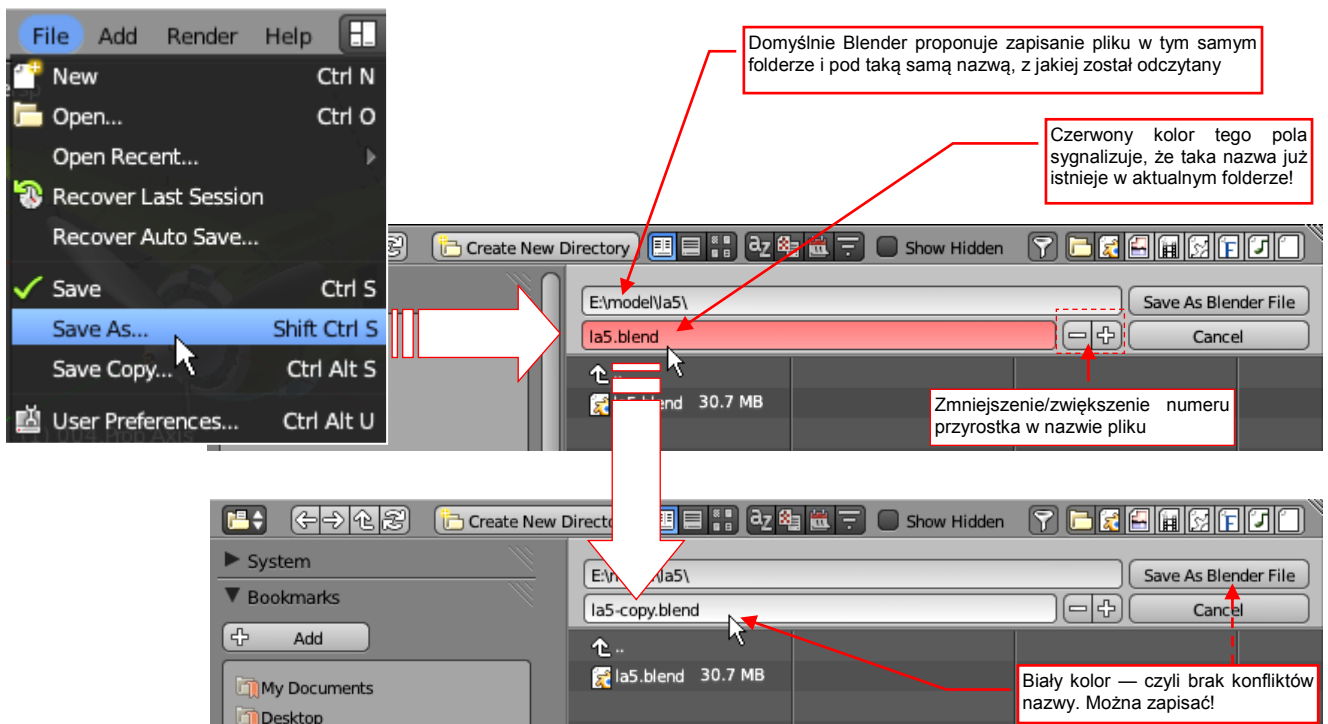 File Add Render Help
New Ctrl N
Open... Ctrl O
Open Recent...
Recover Last Session
Recover Auto Save...
Save Ctrl S
Save As... Shift Ctrl S
Save Copy... Ctrl Alt S
User Preferences... Ctrl Alt U
Domyślnie Blender proponuje zapisanie pliku w tym samym
folderze i pod taką samą nazwą, z jakiej został odczytany
Czerwony kolor tego pola
sygnalizuje, że taka nazwa już
istnieje w aktualnym folderze!
Create New Directory Show Hidden
E:\model\la5\ Save As Blender File
la5.blend Cancel
..
30.7 MB
Zmniejszenie/zwiększenie numeru
przyrostka w nazwie pliku
Create New Show Hidden
System
Bookmarks
Add
My Documents
Desktop
Save As Blender File
la5-copy.blend Cancel
..
la5.blend 30.7 MB
Biały kolor — czyli brak konfliktów
nazwy. Można zapisać!